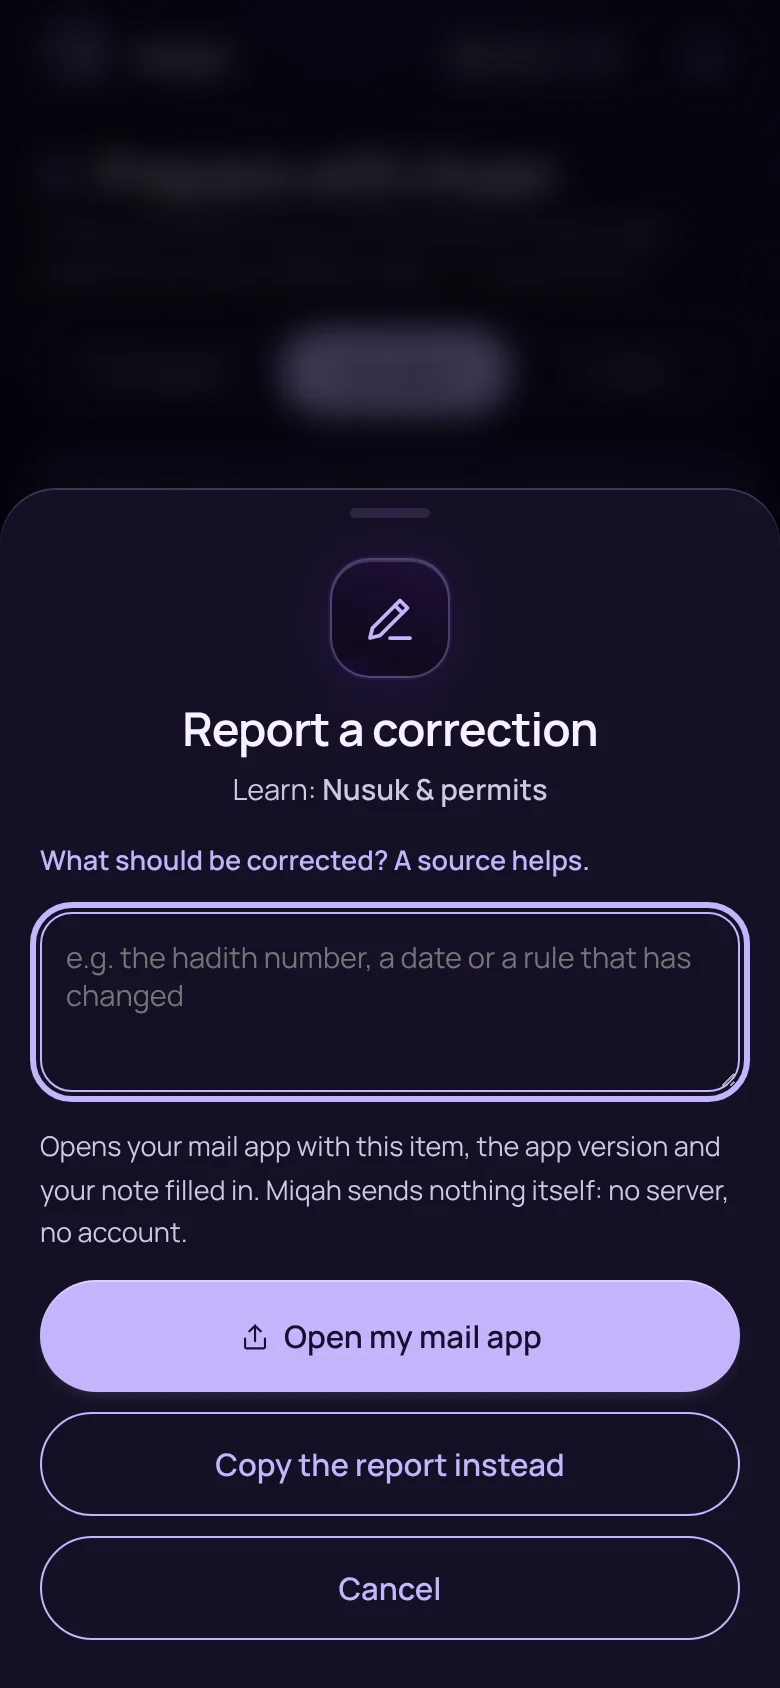 Report a correction
Learn: Nusuk & permits
What should be corrected? A source helps.
e.g. the hadith number, a date or a rule that has
changed
Opens your mail app with this item, the app version and
your note filled in. Miqah sends nothing itself: no server,
no account.
Open my mail app
Copy the report instead
Cancel